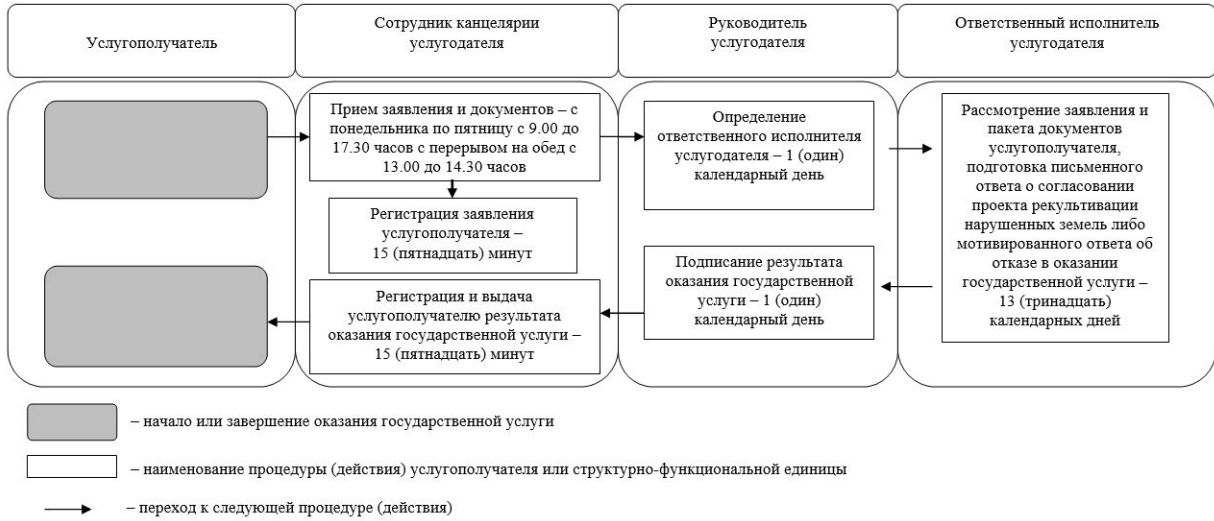 Услугополучатель
Сотрудник канцелярии
услугодателя
Руководитель
услугодателя
Ответственный исполнитель
услугодателя
Прием заявления и документов – с
понедельника по пятницу с 9.00 до
17.30 часов с перерывом на обед с
13.00 до 14.30 часов
Регистрация заявления
услугополучателя –
15 (пятнадцать) минут
Регистрация и выдача
услугополучателю результата
оказания государственной услуги –
15 (пятнадцать) минут
Определение
ответственного исполнителя
услугодателя – 1 (один)
календарный день
Подписание результата
оказания государственной
услуги – 1 (один)
календарный день
Рассмотрение заявления и
пакета документов
услугополучателя,
подготовка письменного
ответа о согласовании
проекта рекультивации
нарушенных земель либо
мотивированного ответа об
отказе в оказании
государственной услуги –
13 (тринадцать)
календарных дней
– начало или завершение оказания государственной услуги
– наименование процедуры (действия) услугополучателя или структурно-функциональной единицы
– переход к следующей процедуре (действия)